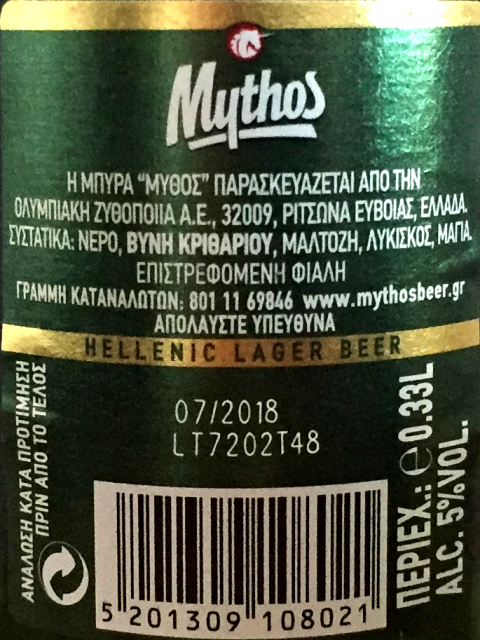 Mythos
Η ΜΠΥΡΑ “ΜΥΘΟΣ” ΠΑΡΑΣΚΕΥΑΖΕΤΑΙ ΑΠΟ ΤΗΝ
ΟΛΥΜΠΙΑΚΗ ΖΥΘΟΠΟΙΙΑ Α.Ε., 32009, ΡΙΤΣΩΝΑ ΕΥΒΟΙΑΣ, ΕΛΛΑΔΑ.
ΣΥΣΤΑΤΙΚΑ: ΝΕΡΟ, ΒΥΝΗ ΚΡΙΘΑΡΙΟΥ, ΜΑΛΤΟΖΗ, ΛΥΚΙΣΚΟΣ, ΜΑΓΙΑ.
ΕΠΙΣΤΡΕΦΟΜΕΝΗ ΦΙΑΛΗ
ΓΡΑΜΜΗ ΚΑΤΑΝΑΛΩΤΩΝ: 801 11 69846 www.mythosbeer.gr
ΑΠΟΛΑΥΣΤΕ ΥΠΕΥΘΥΝΑ
HELLENIC LAGER BEER
ΑΝΑΛΩΣΗ ΚΑΤΑ ΠΡΟΤΙΜΗΣΗ
ΠΡΙΝ ΑΠΟ ΤΟ ΤΕΛΟΣ
07/2018
LT7202T48
ΠΕΡΙΕΧ.: ℮ 0.33L
ALC. 5%VOL.
5 201309 108021